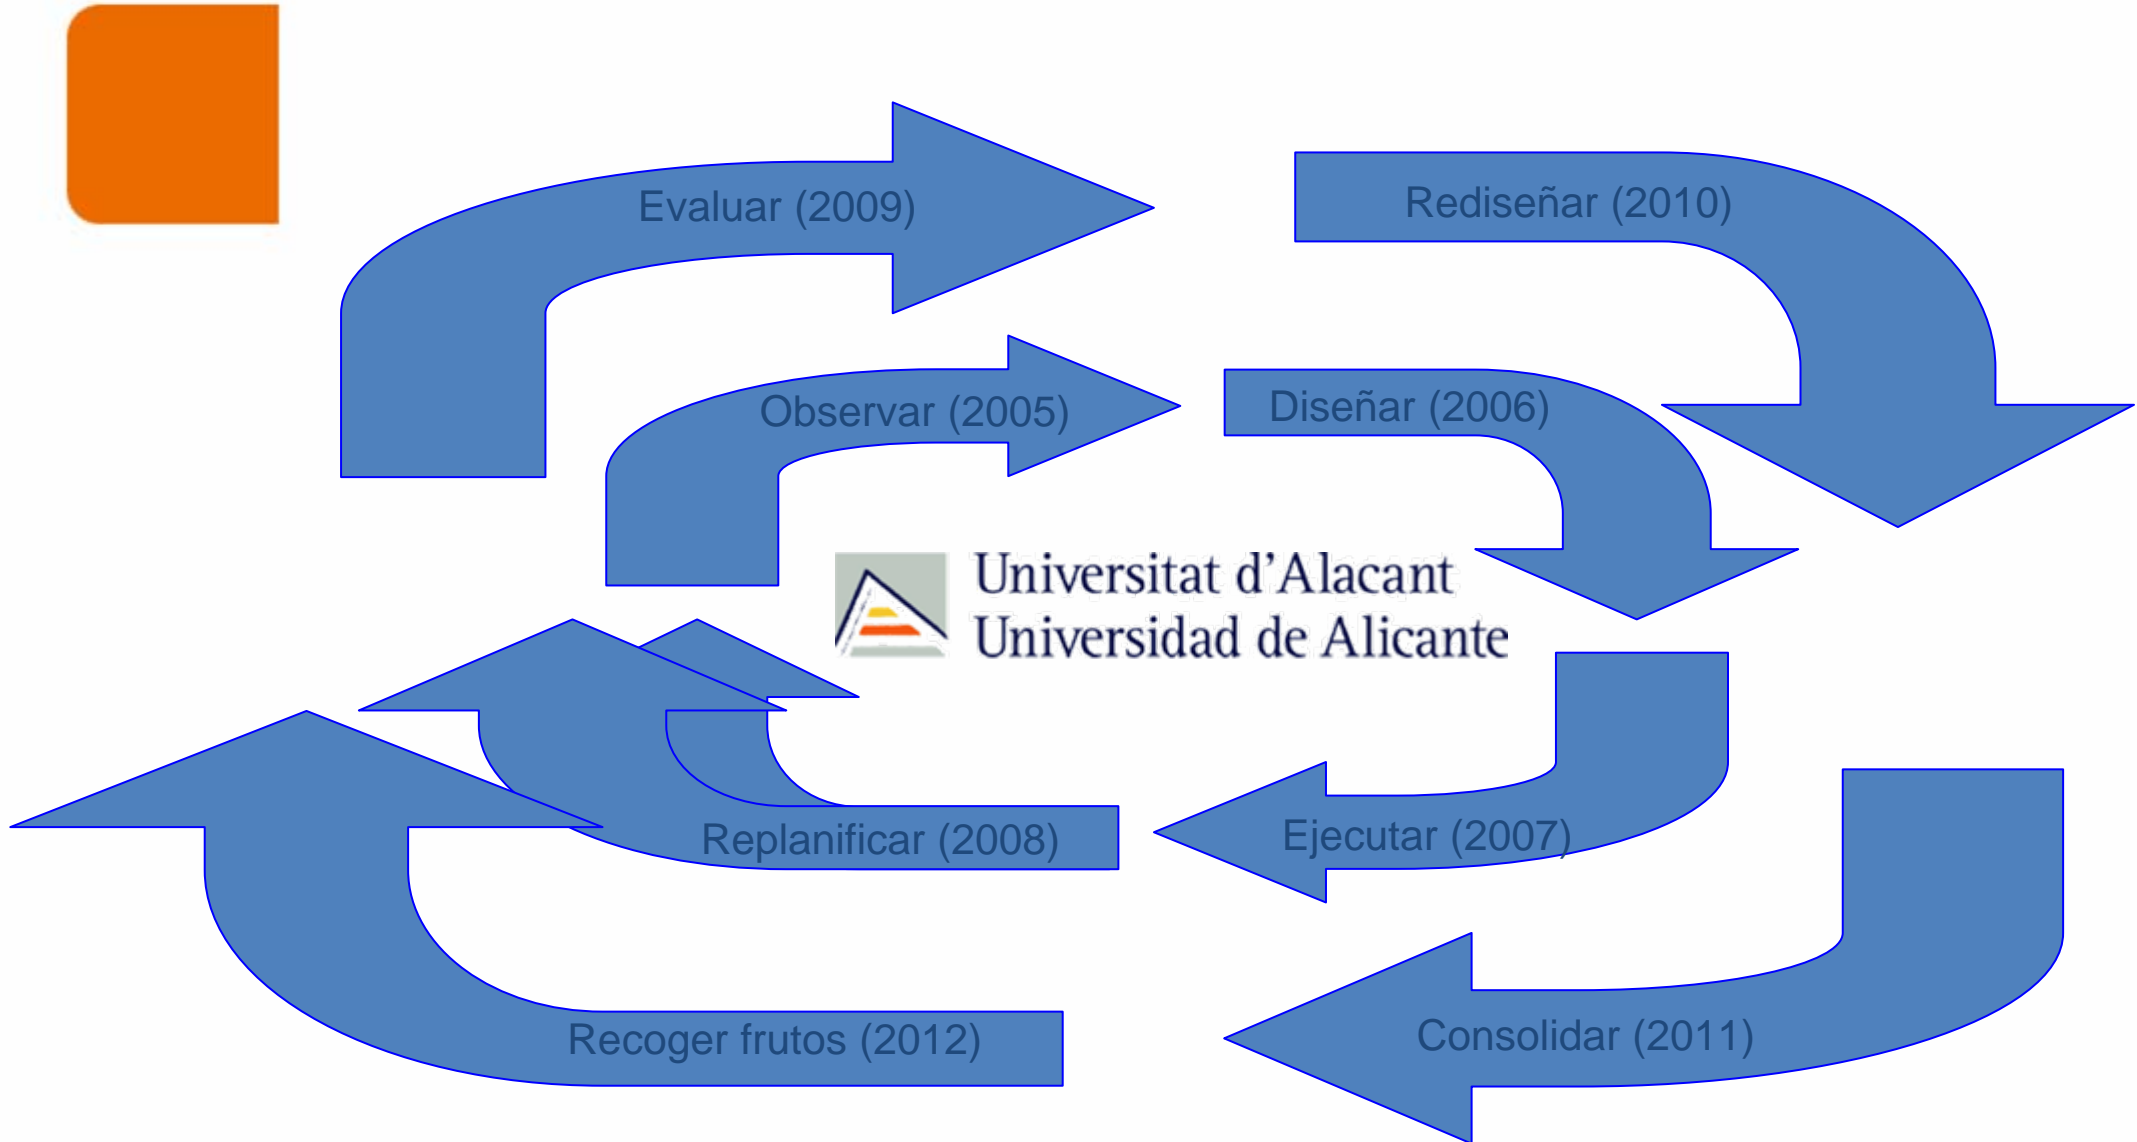 Evaluar (2009)
Rediseñar (2010)
Observar (2005)
Diseñar (2006)
Universitat d'Alacant
Universidad de Alicante
Replanificar (2008)
Ejecutar (2007)
Recoger frutos (2012)
Consolidar (2011)